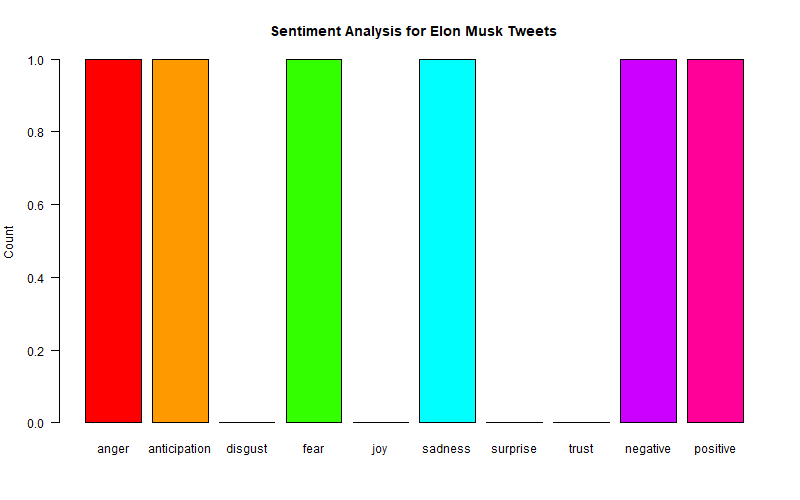 Sentiment Analysis for Elon Musk Tweets
Count
1.0
0.8
0.6
0.4
0.2
0.0
anger anticipation disgust fear joy sadness surprise trust negative positive